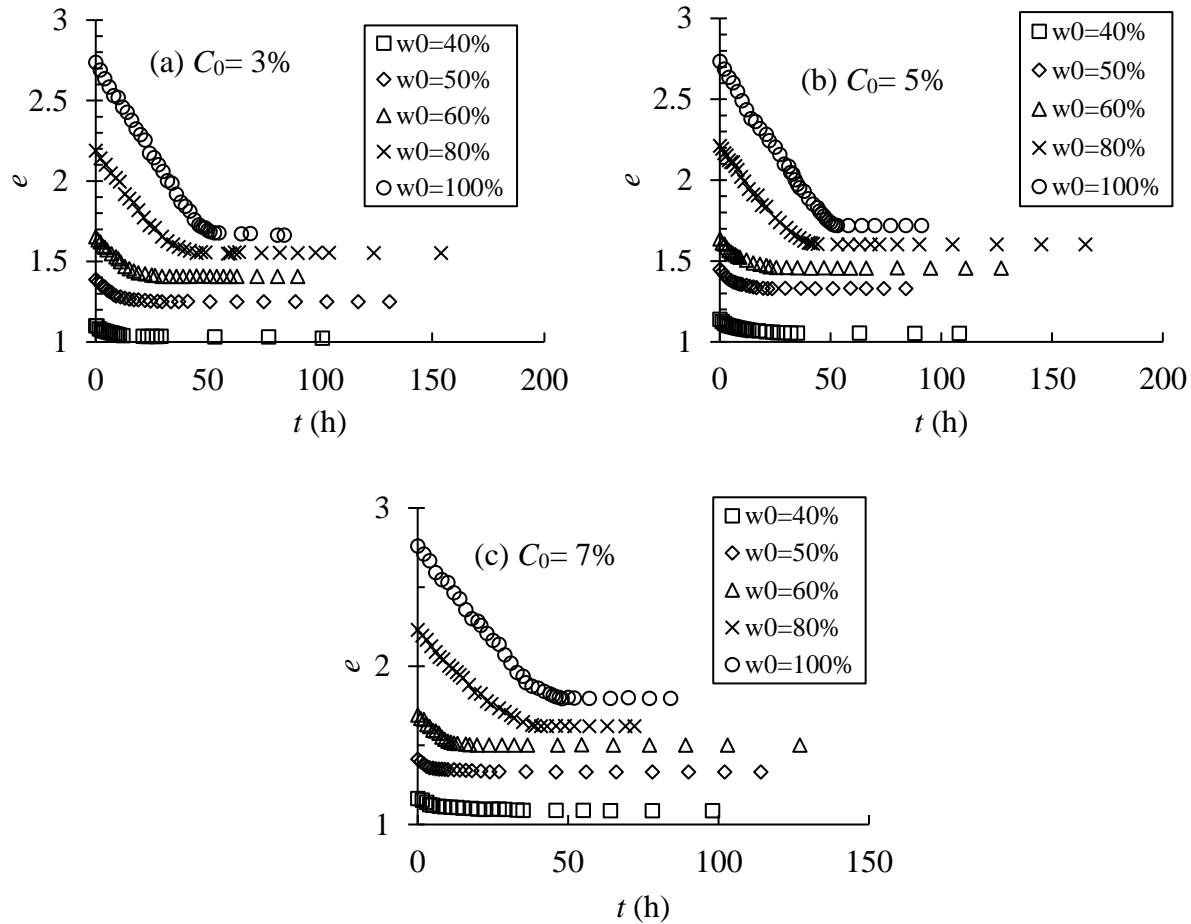 3
2.5
2
1.5
1
e
(a) C₀= 3%
w0=40%
w0=50%
w0=60%
w0=80%
w0=100%
0 50 100 150 200
t (h)
3
2.5
2
1.5
1
e
(b) C₀= 5%
w0=40%
w0=50%
w0=60%
w0=80%
w0=100%
0 50 100 150 200
t (h)
3
2
1
e
(c) C₀= 7%
w0=40%
w0=50%
w0=60%
w0=80%
w0=100%
0 50 100 150
t (h)